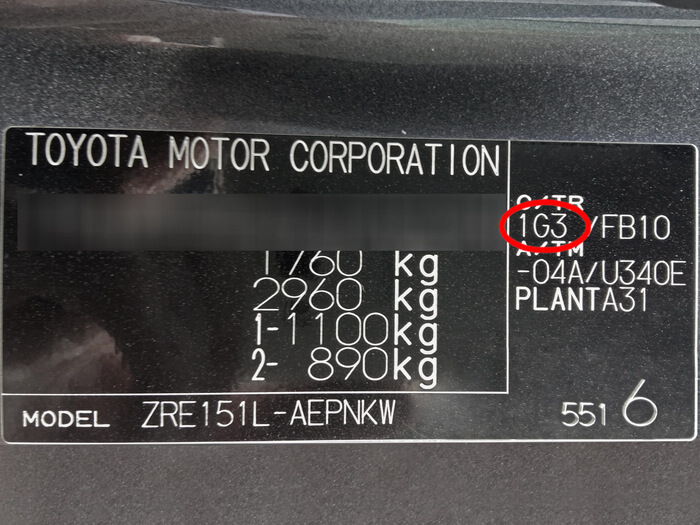 TOYOTA MOTOR CORPORATION
C/TR
1G3 /FB10
A/TM
-04A/U340E
PLANTA31
1760 kg
2960 kg
1-1100kg
2- 890kg
MODEL ZRE151L-AEPNKW
551 6